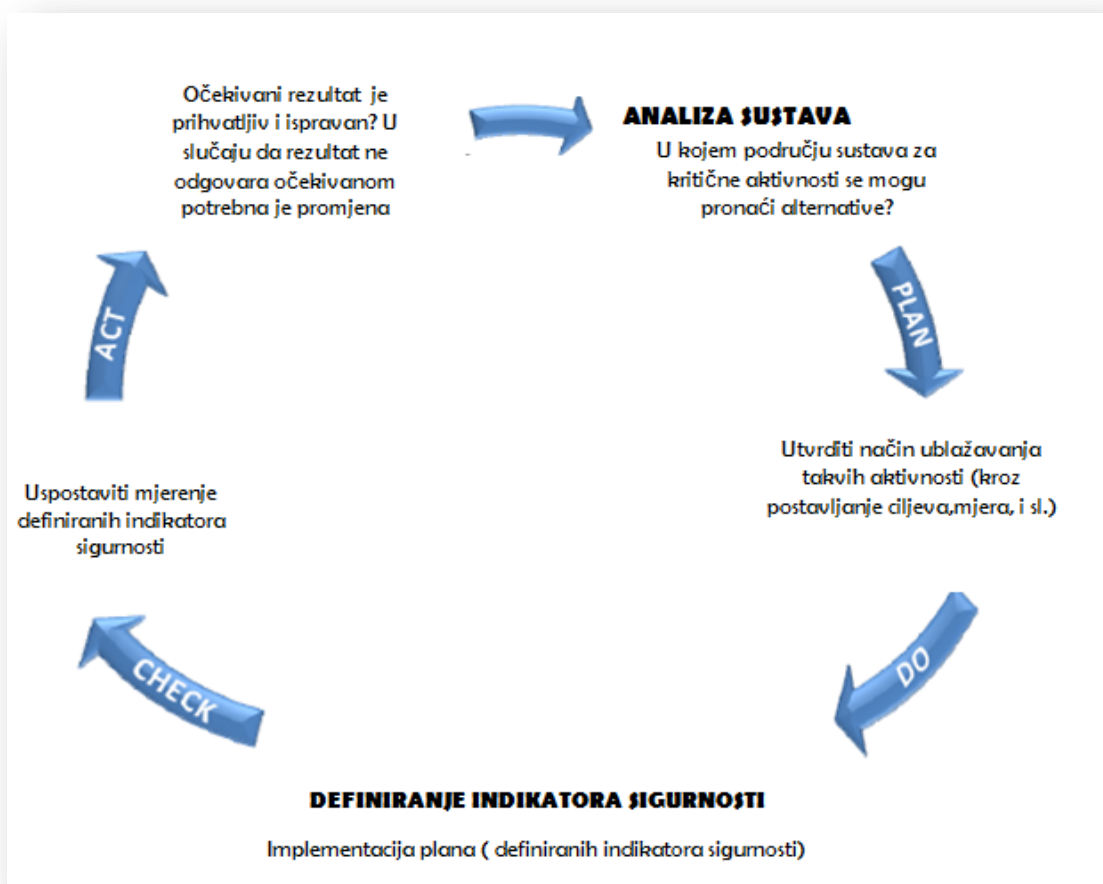 Očekivani rezultat je
prihvatljiv i ispravan? U
slučaju da rezultat ne
odgovara očekivanom
potrebna je promjena
ANALIZA SUSTAVA
U kojem području sustava za
kritične aktivnosti se mogu
pronaći alternative?
PLAN
Utvrditi način ublažavanja
takvih aktivnosti (kroz
postavljanje ciljeva,mjera, i sl.)
DO
DEFINIRANJE INDIKATORA SIGURNOSTI
Implementacija plana ( definiranih indikatora sigurnosti)
CHECK
Uspostaviti mjerenje
definiranih indikatora
sigurnosti
ACT